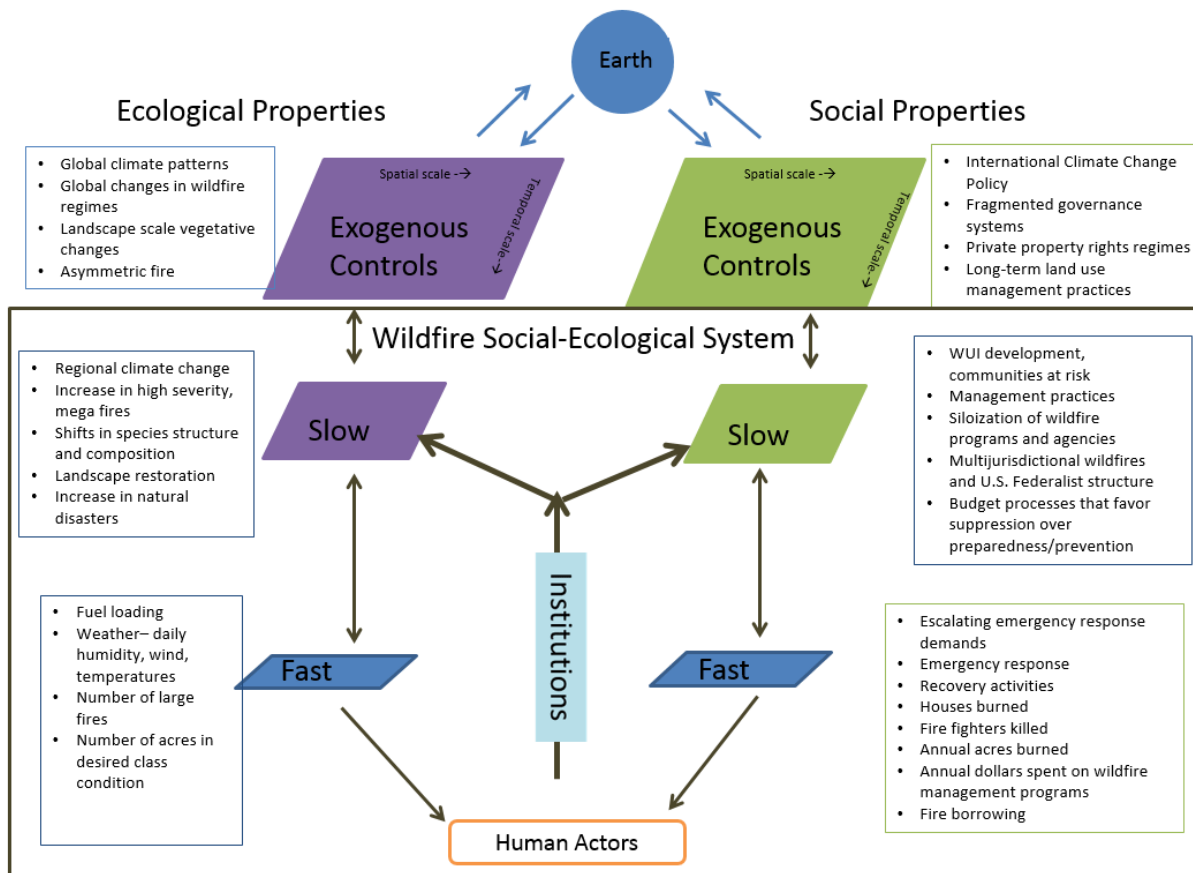 Earth
Ecological Properties
Social Properties
• Global climate patterns
• Global changes in wildfire
regimes
• Landscape scale vegetative
changes
• Asymmetric fire
Spatial scale -→
Temporal scale-→
Exogenous
Controls
Spatial scale -→
Temporal scale-→
Exogenous
Controls
• International Climate Change
Policy
• Fragmented governance
systems
• Private property rights regimes
• Long-term land use
management practices
Wildfire Social-Ecological System
• Regional climate change
• Increase in high severity,
mega fires
• Shifts in species structure
and composition
• Landscape restoration
• Increase in natural
disasters
Slow
Slow
• WUI development,
communities at risk
• Management practices
• Siloization of wildfire
programs and agencies
• Multijurisdictional wildfires
and U.S. Federalist structure
• Budget processes that favor
suppression over
preparedness/prevention
Institutions
• Fuel loading
• Weather– daily
humidity, wind,
temperatures
• Number of large
fires
• Number of acres in
desired class
condition
Fast
Fast
• Escalating emergency response
demands
• Emergency response
• Recovery activities
• Houses burned
• Fire fighters killed
• Annual acres burned
• Annual dollars spent on wildfire
management programs
• Fire borrowing
Human Actors